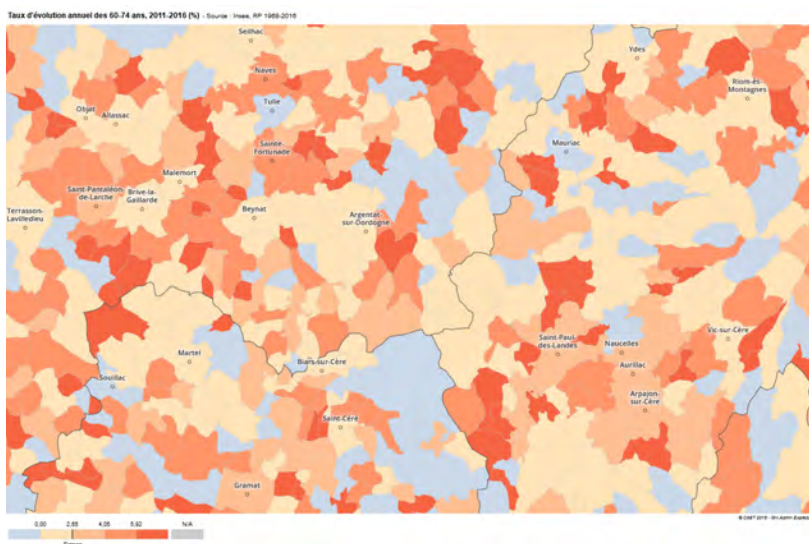 Taux d'évolution annuel des 60-74 ans, 2011-2016 (%) - Source : Insee, RP 1968-2016
Seilhac
Ydes
Naves
Riom-ès-
Montagnes
Objat
Allassac
Tulle
Mauriac
Sainte-
Fortunade
Malemort
Saint-Pantaléon-
de-Larche
Brive-la-
Gaillarde
Terrasson-
Lavilledieu
Beynat
Argentat
sur-Dordogne
Saint-Paul-
des-Landes
Naucelles
Vic-sur-Cère
Martel
Biars-sur-Cère
Aurillac
Souillac
Arpajon-
sur-Cère
Saint-Céré
Gramat
0,00 2,65 4,05 5,92 N/A
France